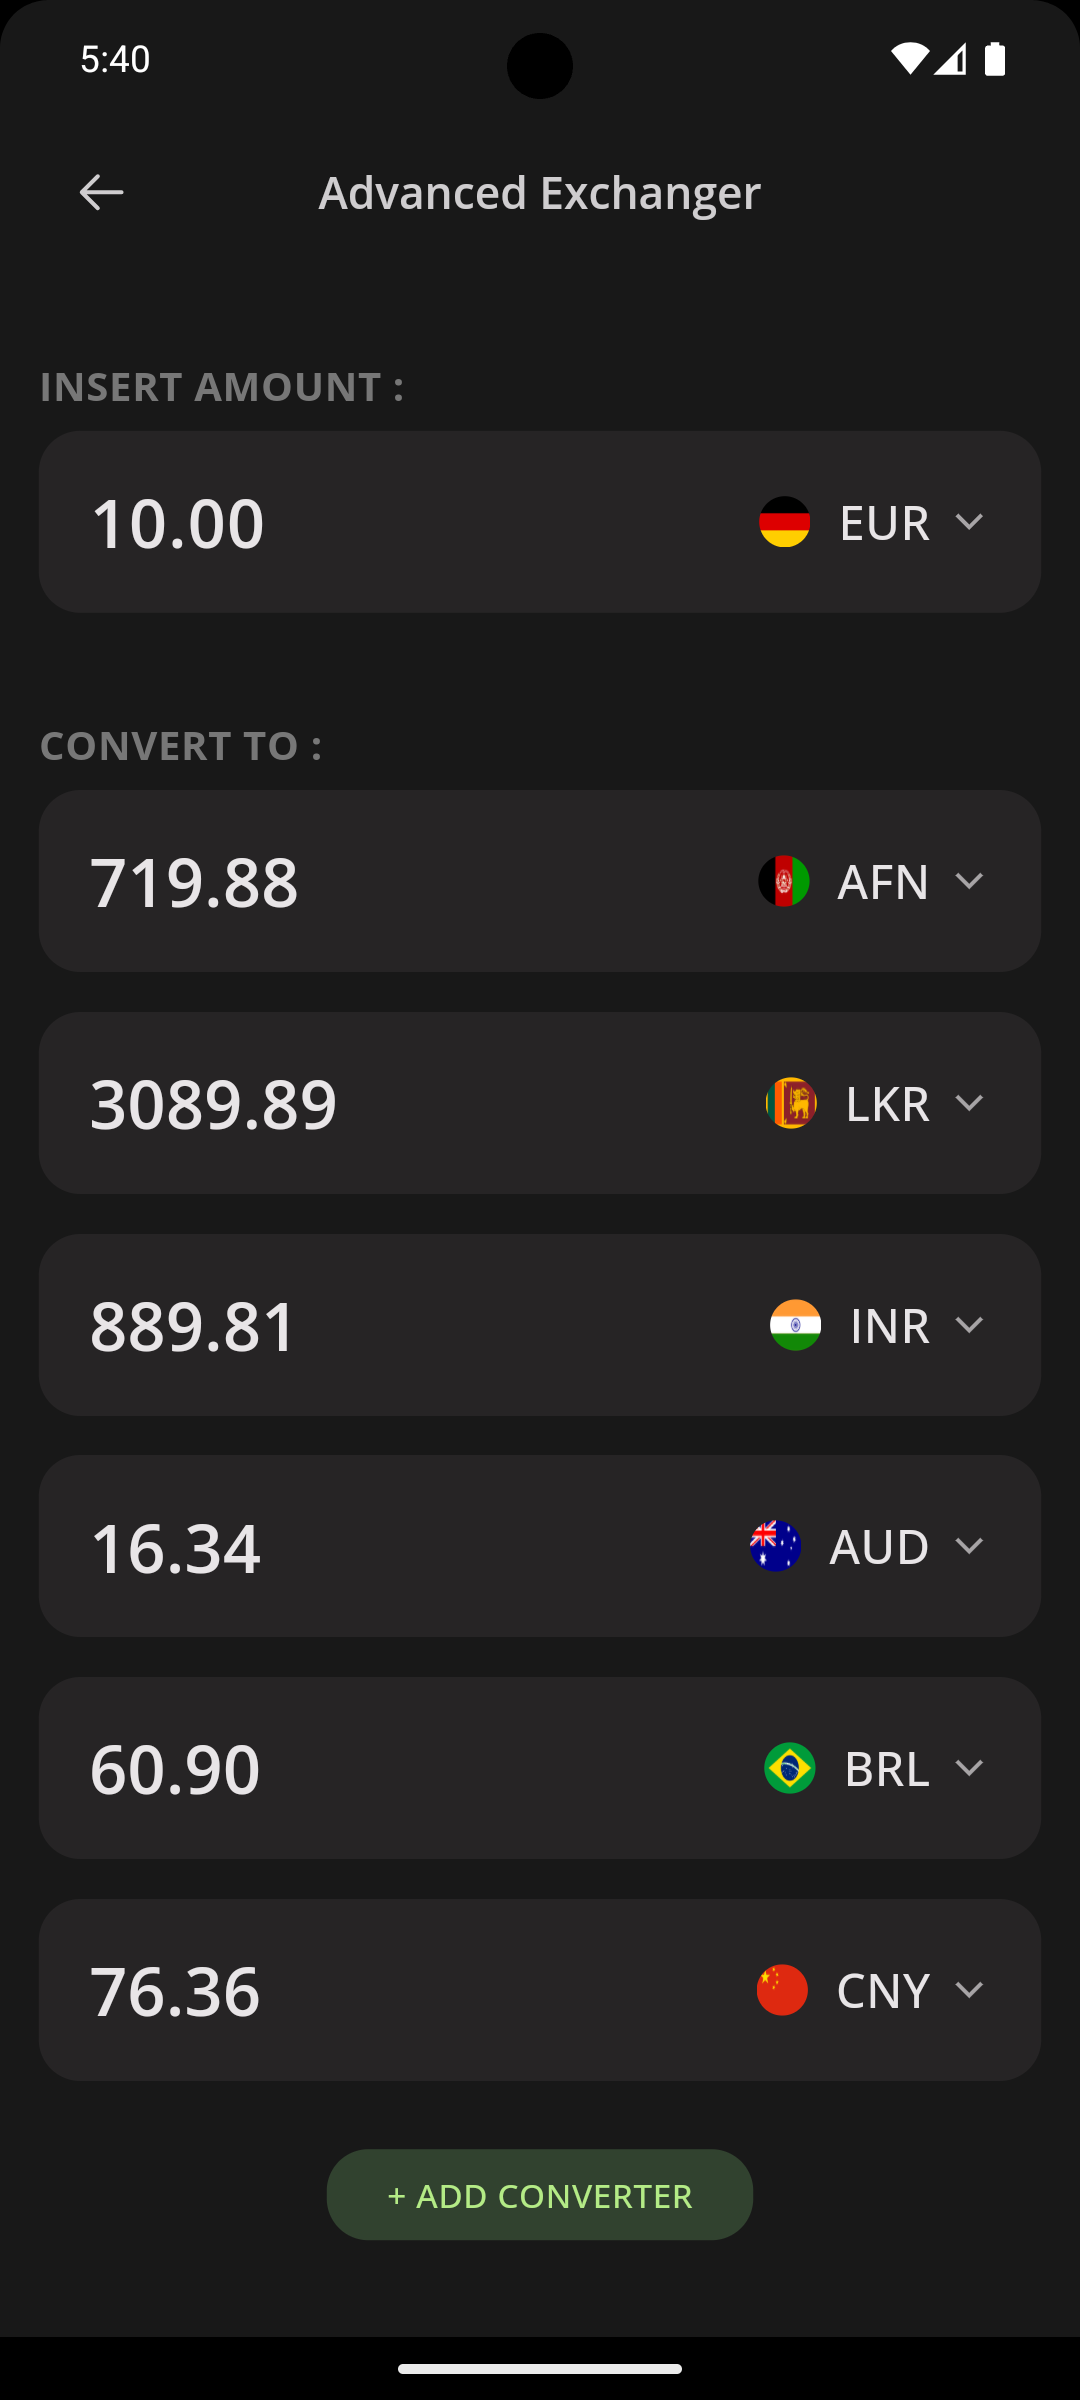 5:40
Advanced Exchanger
INSERT AMOUNT :
10.00 EUR
CONVERT TO :
719.88 AFN
3089.89 LKR
889.81 INR
16.34 AUD
60.90 BRL
76.36 CNY
+ ADD CONVERTER